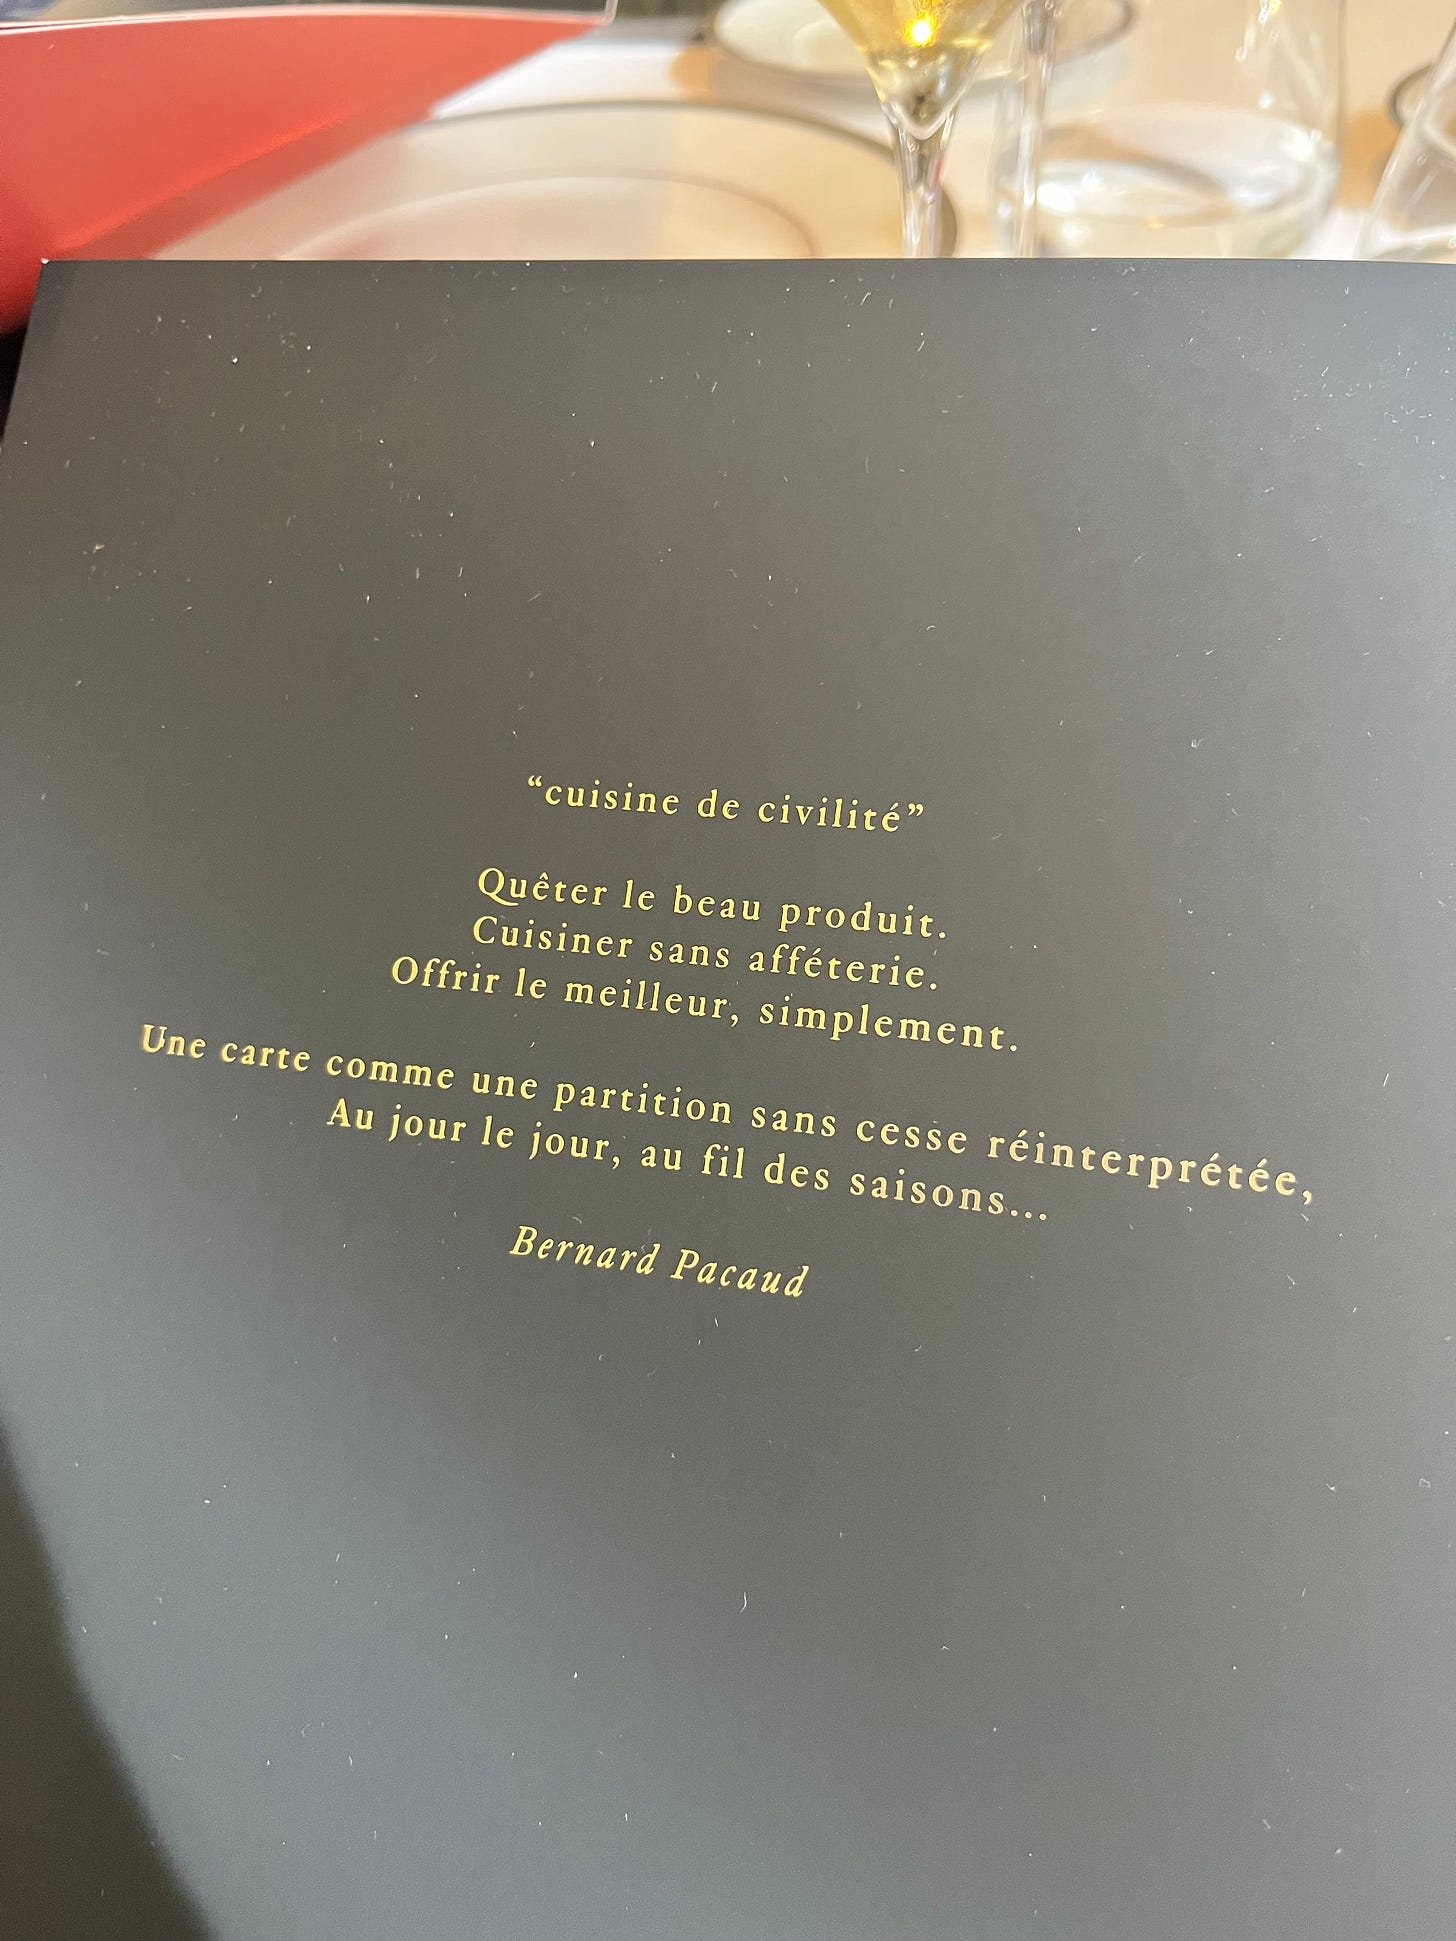 “cuisine de civilité”
Quêter le beau produit.
Cuisiner sans afféterie.
Offrir le meilleur, simplement.
Une carte comme une partition sans cesse réinterprétée,
Au jour le jour, au fil des saisons...
Bernard Pacaud